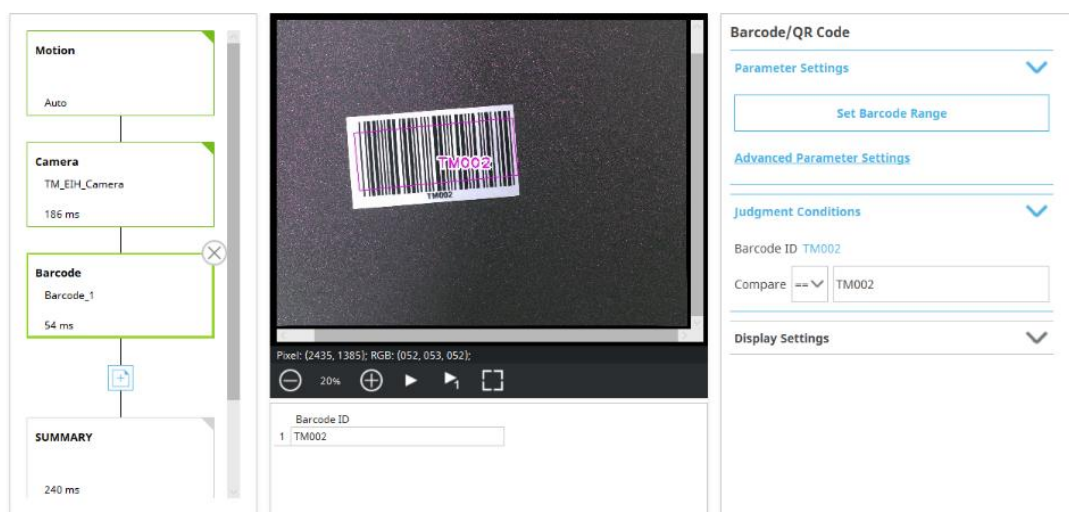 Motion
Auto
Camera
TM_EIH_Camera
186 ms
Barcode
Barcode_1
54 ms
SUMMARY
240 ms
TM002
TM002
Pixel: (2435, 1385); RGB: (052, 053, 052);
20%
1
Barcode ID
1 TM002
Barcode/QR Code
Parameter Settings
Set Barcode Range
Advanced Parameter Settings
Judgment Conditions
Barcode ID TM002
Compare == TM002
Display Settings